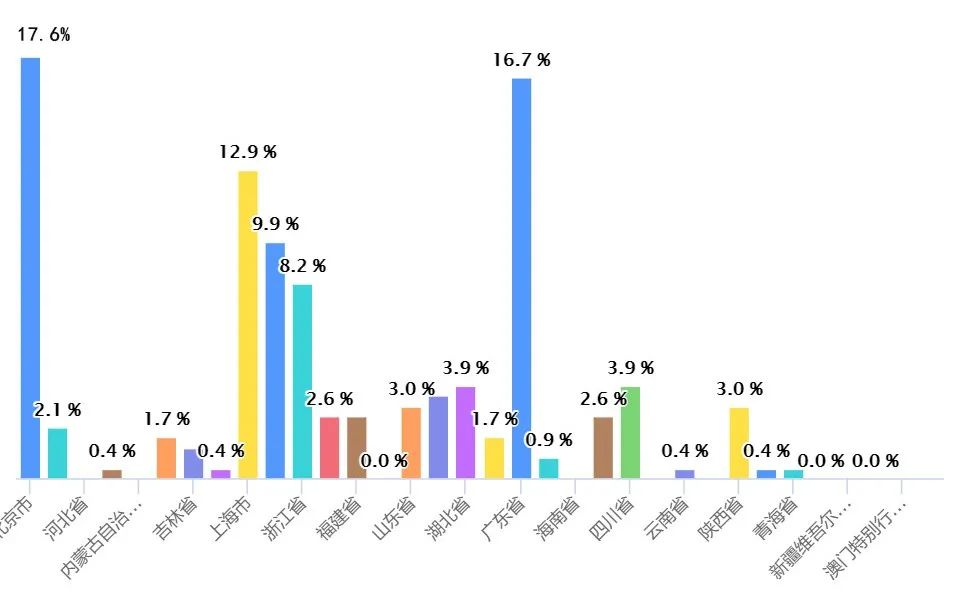 17.6%
2.1%
0.4%
1.7%
0.4%
12.9%
9.9%
8.2%
2.6%
0.0%
3.0%
3.9%
1.7%
16.7%
0.9%
2.6%
3.9%
0.4%
3.0%
0.4%
0.0%
0.0%
北京市
河北省
内蒙古自治...
吉林省
上海市
浙江省
福建省
山东省
湖北省
广东省
海南省
四川省
云南省
陕西省
青海省
新疆维吾尔...
澳门特别行...